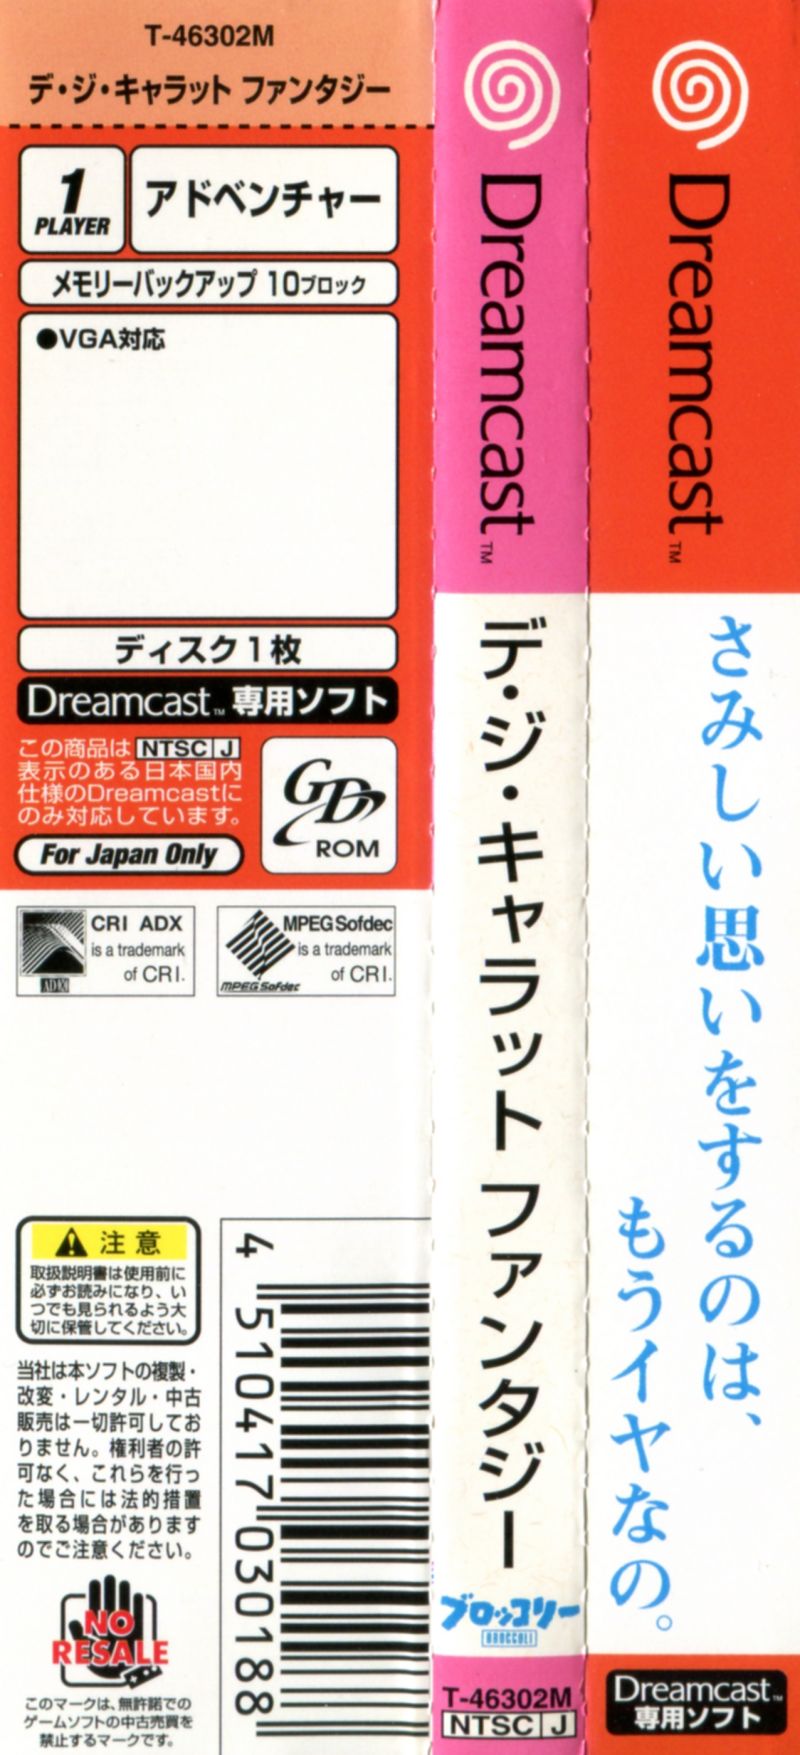 T-46302M
デ・ジ・キャラット ファンタジー
1
PLAYER
アドベンチャー
メモリーバックアップ 10ブロック
●VGA対応
ディスク1枚
Dreamcast™ 専用ソフト
この商品は NTSC J
表示のある日本国内
仕様のDreamcastに
のみ対応しています。
For Japan Only
GD
ROM
CRI ADX
is a trademark
of CRI.
ADX
MPEG Sofdec
is a trademark
of CRI.
MPEG Sofdec
注意
取扱説明書は使用前に
必ずお読みになり、い
つでも見られるよう大
切に保管してください。
当社は本ソフトの複製・
改変・レンタル・中古
販売は一切許可してお
りません。権利者の許
可なく、これらを行っ
た場合には法的措置
を取る場合があります
のでご注意ください。
NO
RESALE
このマークは、無許諾での
ゲームソフトの中古売買を
禁止するマークです。
4 510417 030188
Dreamcast™
デ・ジ・キャラット ファンタジー
ブロッコリー
BROCCOLI
T-46302M
NTSC J
Dreamcast™
さみしい思いをするのは、
もうイヤなの。
Dreamcast™
専用ソフト